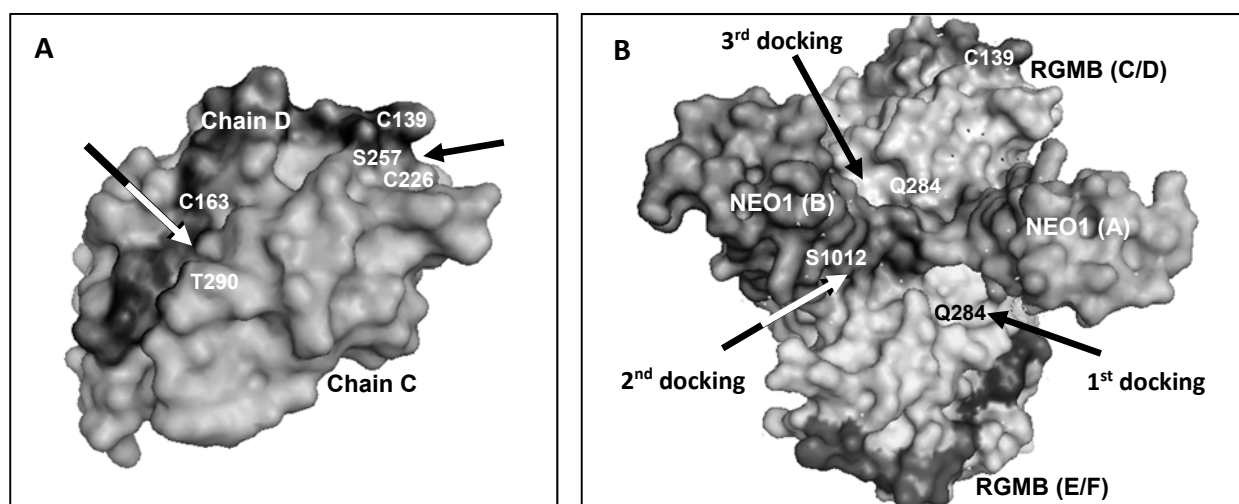 A
Chain D
C139
S257
C226
C163
T290
Chain C
B
3rd docking
C139
RGMB (C/D)
Q284
NEO1 (B)
NEO1 (A)
S1012
Q284
2nd docking
1st docking
RGMB (E/F)